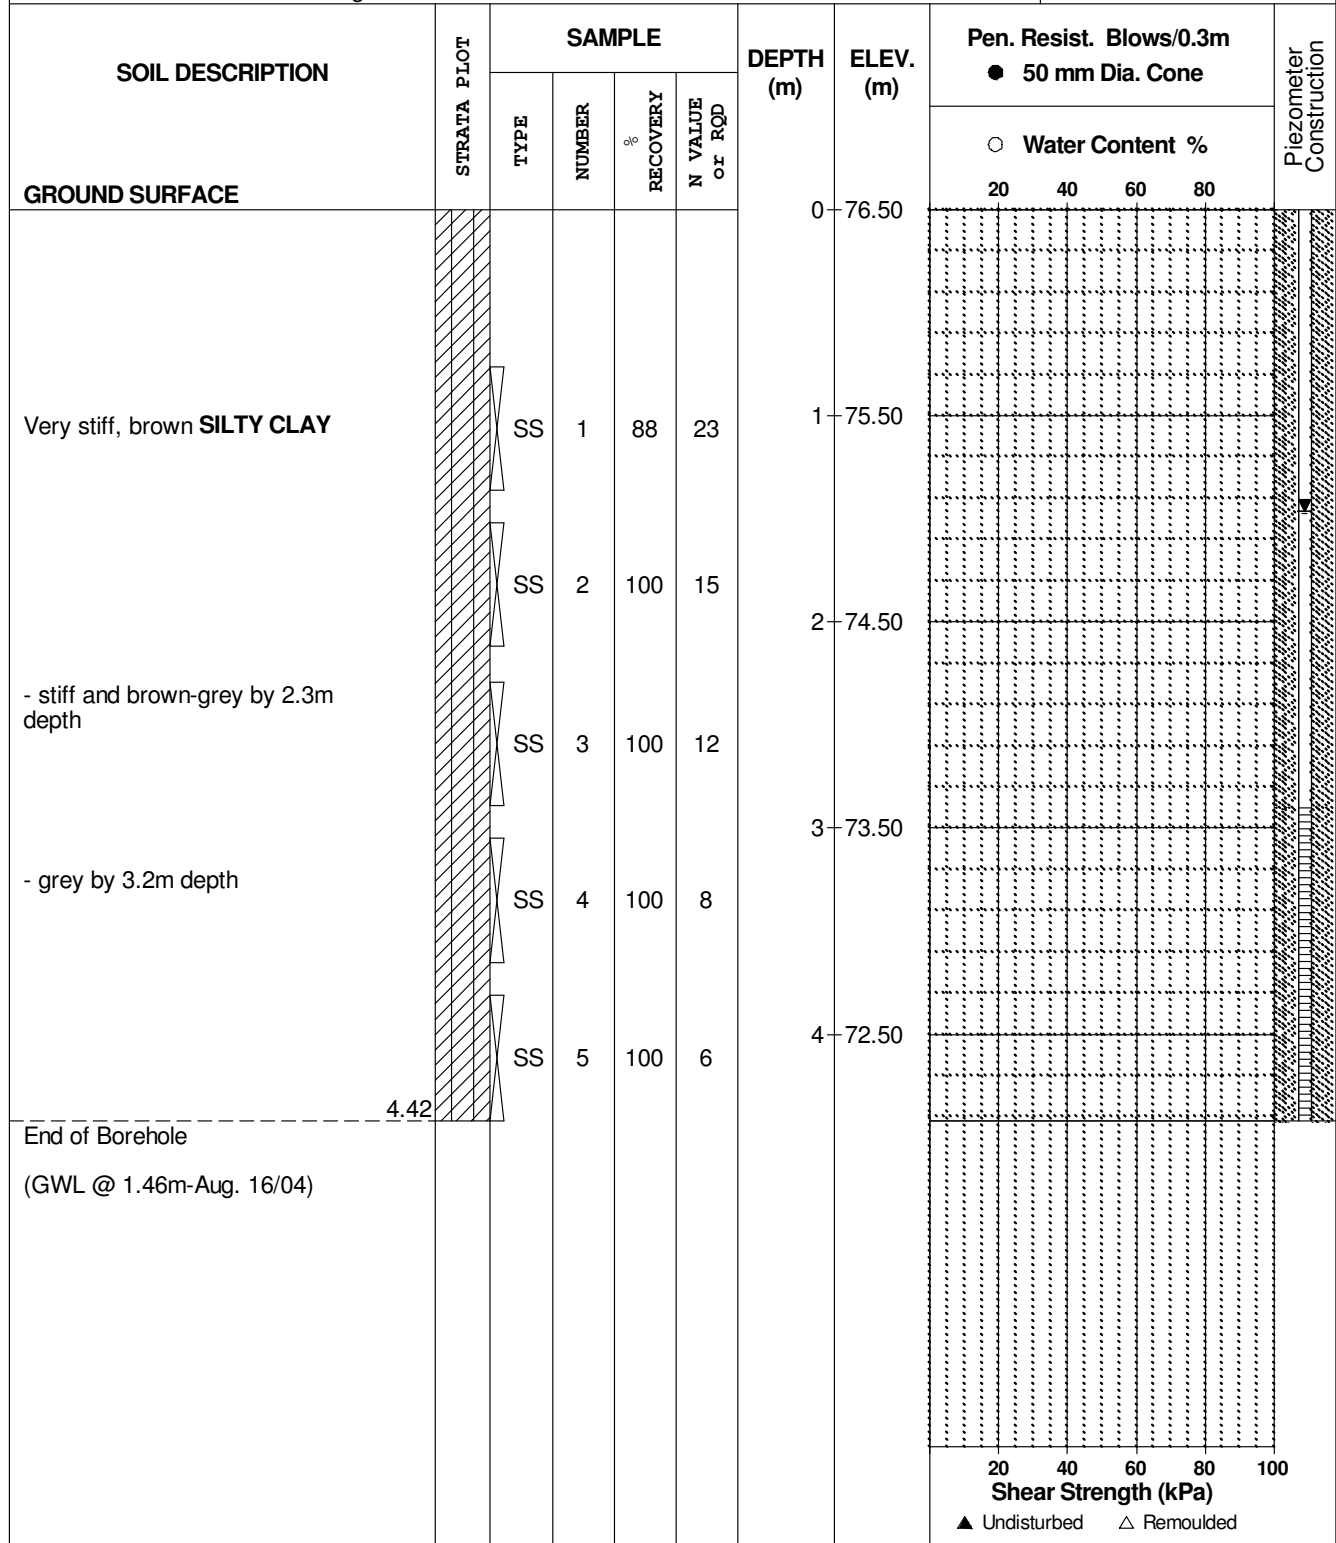 SOIL DESCRIPTION
GROUND SURFACE
STRATA PLOT
SAMPLE
TYPE
NUMBER
%
RECOVERY
N VALUE
or RQD
DEPTH
(m)
ELEV.
(m)
Pen. Resist. Blows/0.3m
● 50 mm Dia. Cone
○ Water Content %
20 40 60 80
Piezometer
Construction
0 76.50
Very stiff, brown SILTY CLAY
SS 1 88 23
1 75.50
SS 2 100 15
2 74.50
- stiff and brown-grey by 2.3m
depth
SS 3 100 12
3 73.50
- grey by 3.2m depth
SS 4 100 8
4 72.50
SS 5 100 6
4.42
End of Borehole
(GWL @ 1.46m-Aug. 16/04)
20 40 60 80 100
Shear Strength (kPa)
▲ Undisturbed △ Remoulded